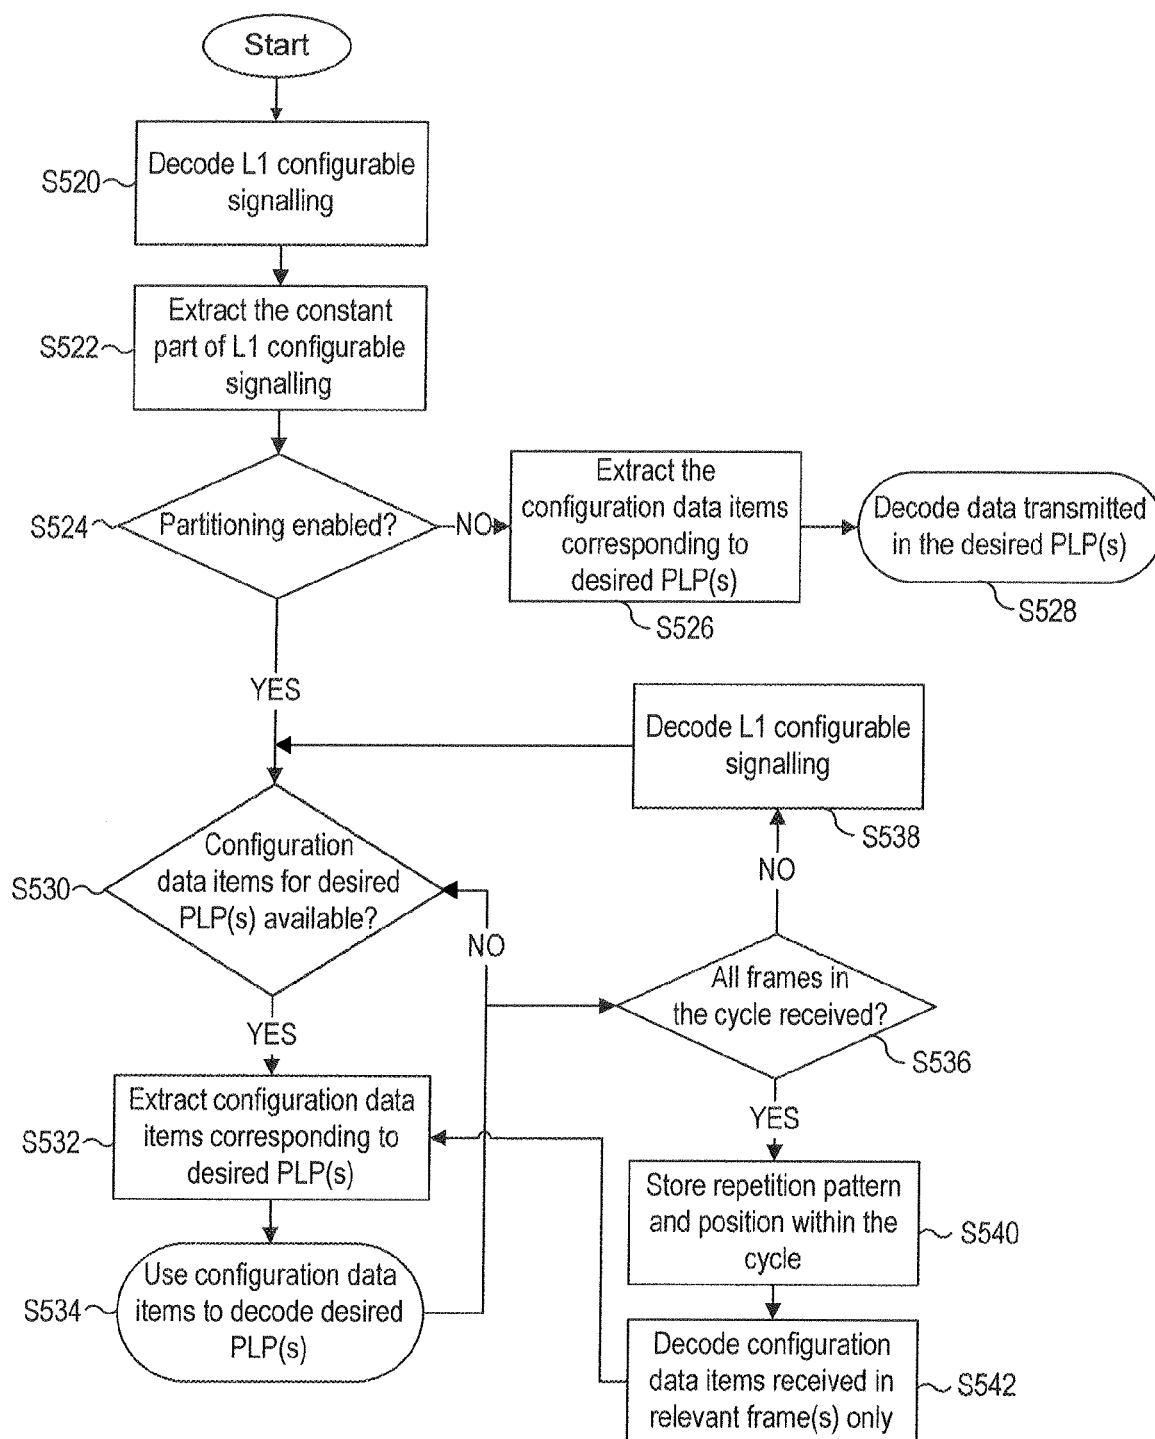 Start
Decode L1 configurable
signalling
S520
Extract the constant
part of L1 configurable
signalling
S522
Partitioning enabled?
S524
NO
Extract the
configuration data items
corresponding to
desired PLP(s)
S526
Decode data transmitted
in the desired PLP(s)
S528
YES
Decode L1 configurable
signalling
S538
NO
Configuration
data items for desired
PLP(s) available?
S530
NO
All frames in
the cycle received?
S536
YES
YES
Extract configuration data
items corresponding to
desired PLP(s)
S532
Store repetition pattern
and position within the
cycle
S540
Use configuration data
items to decode desired
PLP(s)
S534
Decode configuration
data items received in
relevant frame(s) only
S542